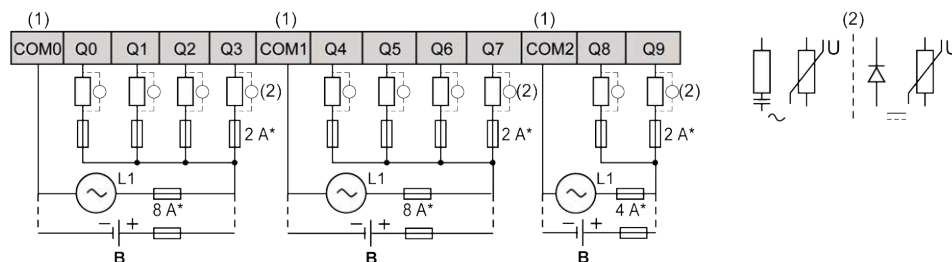 (1) (1) (1) (2)
COM0 Q0 Q1 Q2 Q3 COM1 Q4 Q5 Q6 Q7 COM2 Q8 Q9
U U
(2) (2) (2)
2 A* 2 A* 2 A*
L1 L1 L1
8 A* 8 A* 4 A*
− + − + − +
B B B